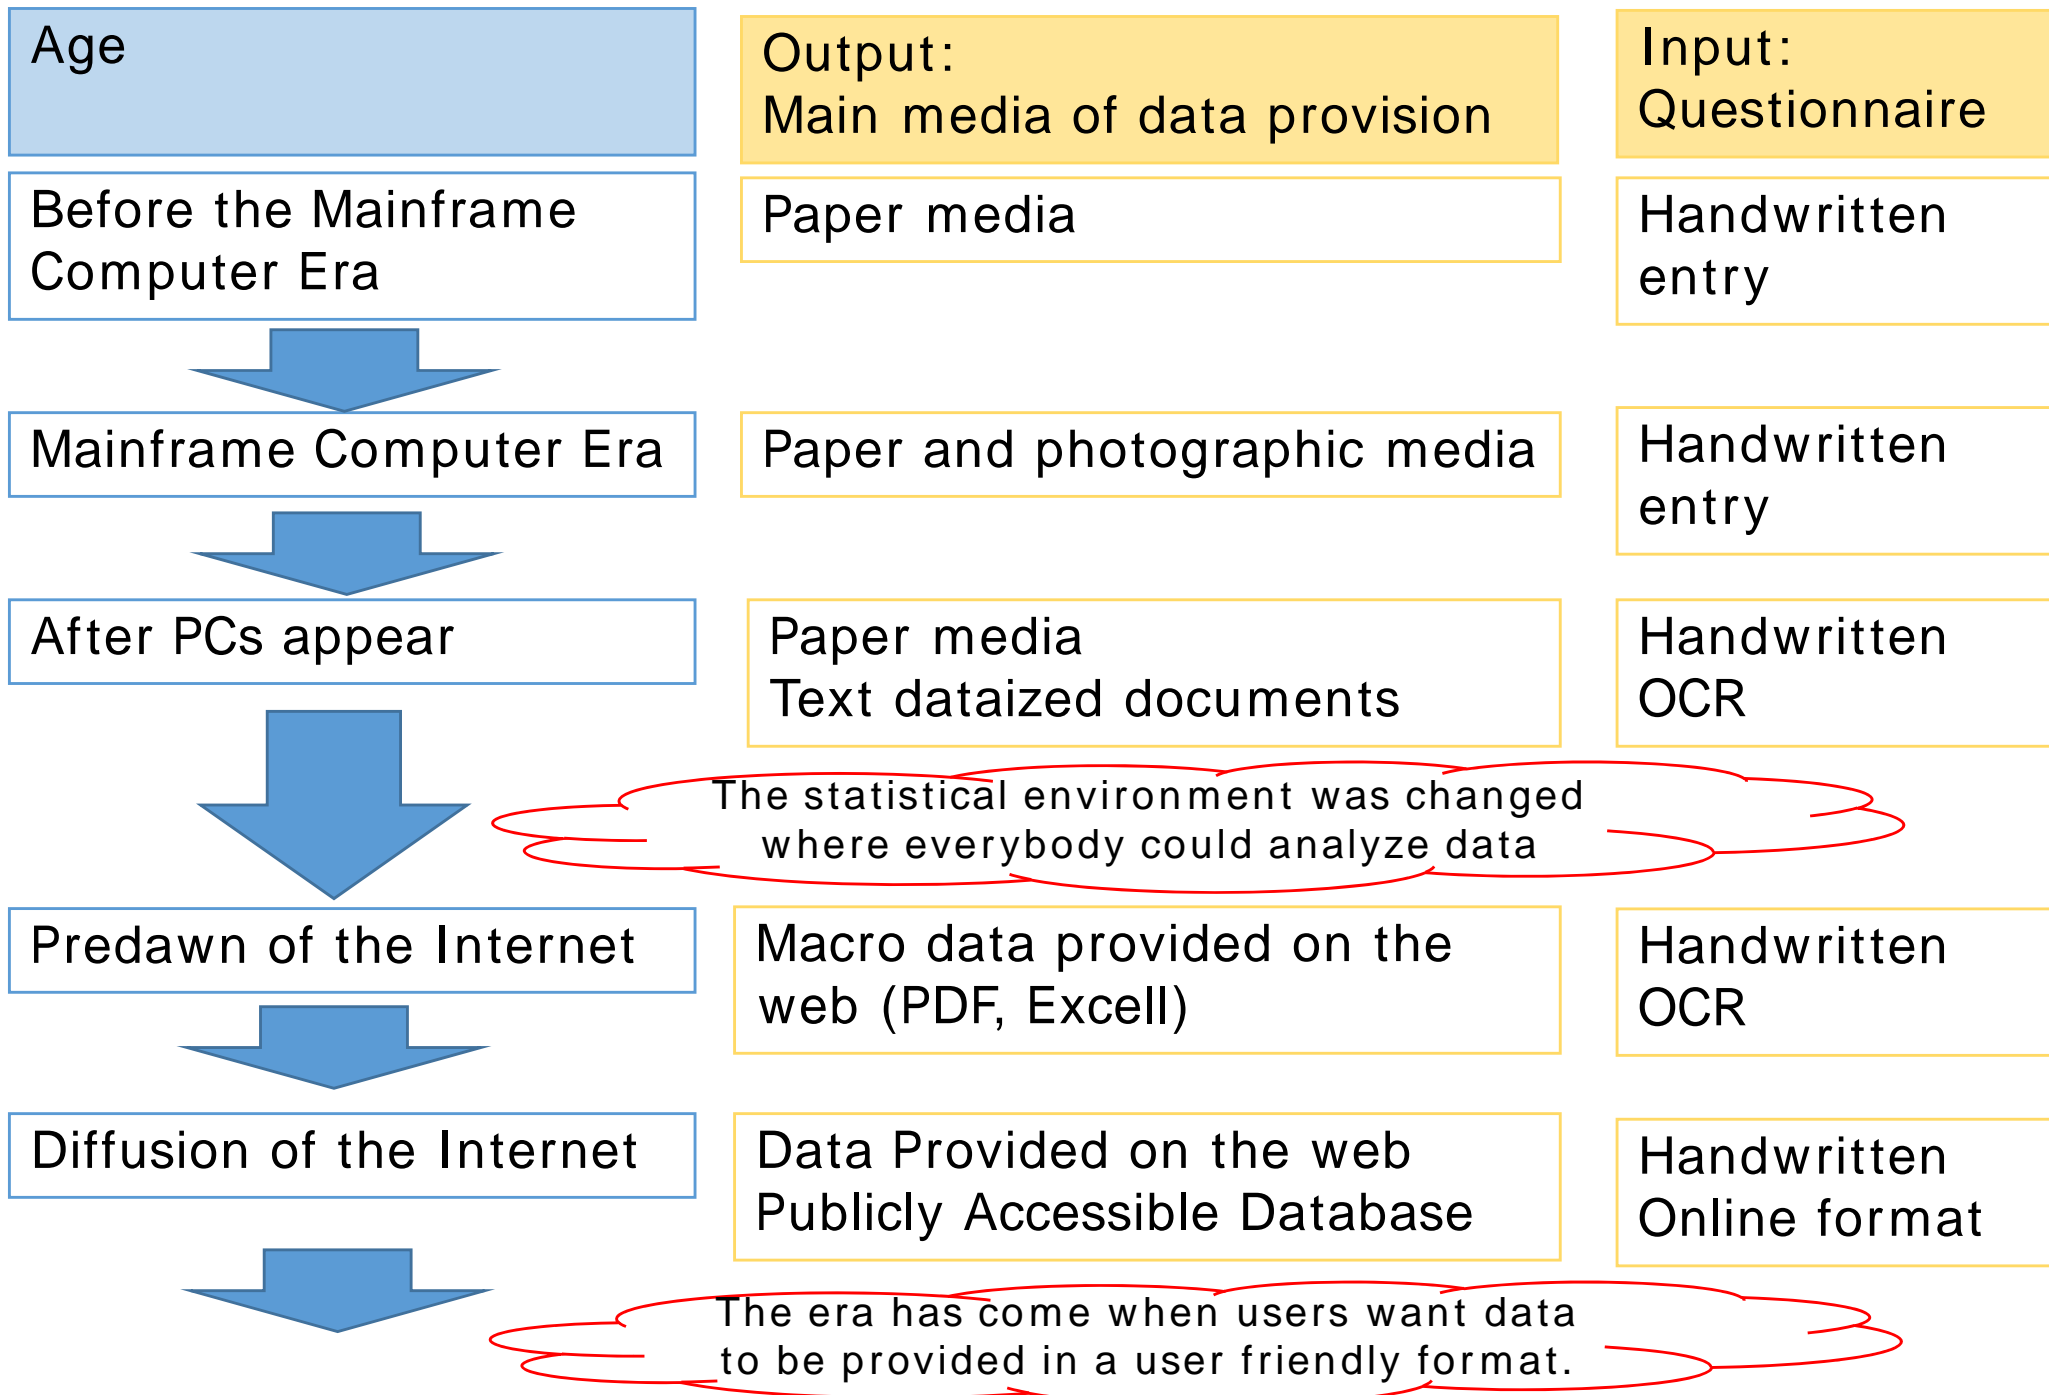 Age
Output:
Main media of data provision
Input:
Questionnaire
Before the Mainframe
Computer Era
Paper media
Handwritten
entry
Mainframe Computer Era
Paper and photographic media
Handwritten
entry
After PCs appear
Paper media
Text dataized documents
Handwritten
OCR
The statistical environment was changed
where everybody could analyze data
Predawn of the Internet
Macro data provided on the
web (PDF, Excell)
Handwritten
OCR
Diffusion of the Internet
Data Provided on the web
Publicly Accessible Database
Handwritten
Online format
The era has come when users want data
to be provided in a user friendly format.